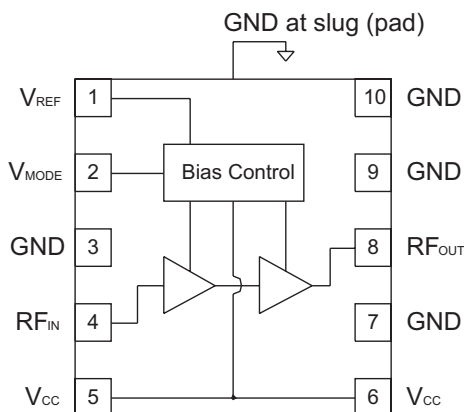 GND at slug (pad)
VREF 1 10 GND
VMODE 2 Bias Control 9 GND
GND 3 8 RFOUT
RFIN 4 7 GND
VCC 5 6 VCC